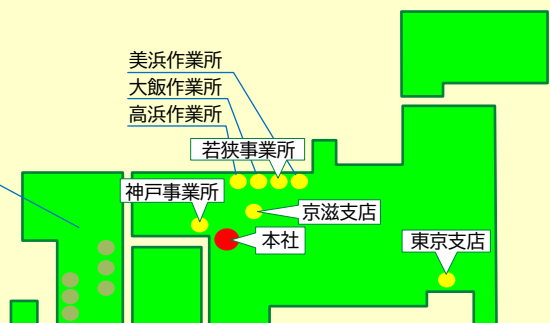 美浜作業所
大飯作業所
高浜作業所
若狭事業所
神戸事業所
京滋支店
本社
東京支店